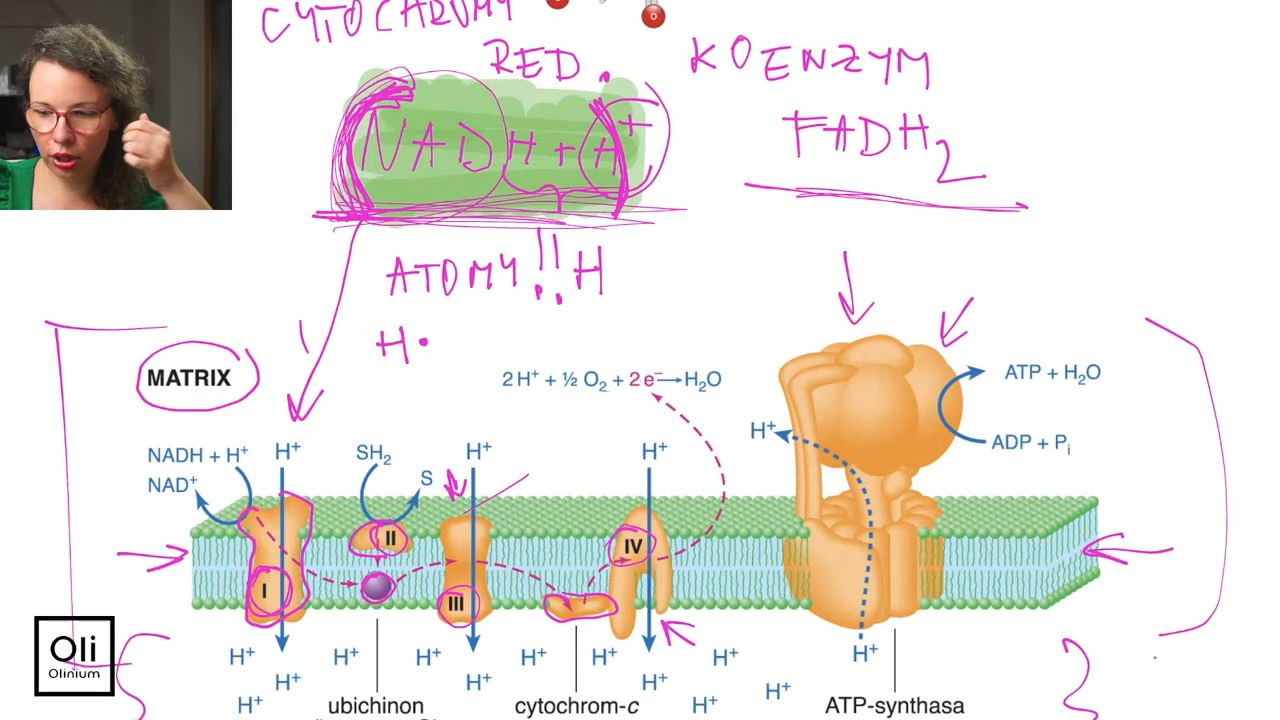 CYTOCHROMY
RED.
KOENZYM
NADH + H+
FADH2
ATOMY!! H
H•
MATRIX
2 H+ + ½ O2 + 2 e– → H2O
ATP + H2O
ADP + Pi
H+
NADH + H+
NAD+
H+
SH2
S
H+
H+
I
II
III
IV
H+ H+ H+ H+ H+ H+ H+
H+ H+ H+ H+
H+ H+
ubichinon
cytochrom-c
ATP-synthasa
Oli
Olinium